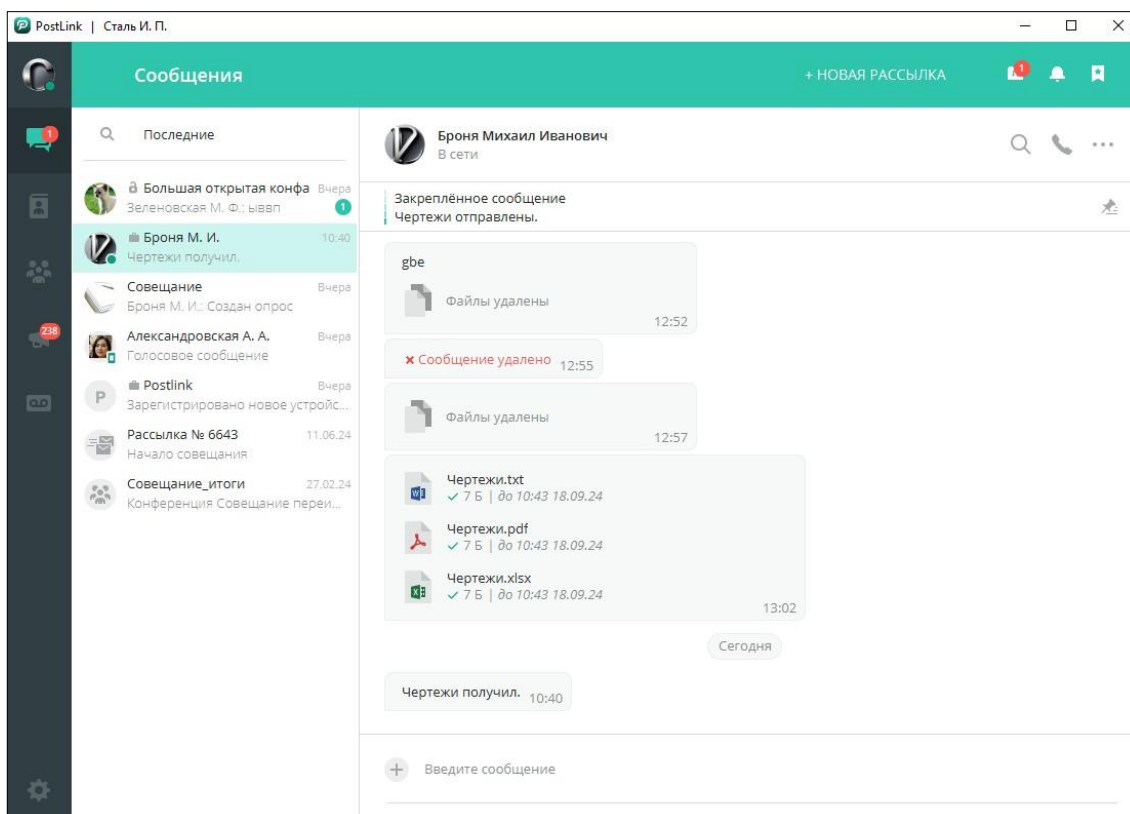 PostLink | Сталь И. П.
Сообщения
+ НОВАЯ РАССЫЛКА
1
1
238
Последние
Большая открытая конфа Вчера
Зеленовская М. Ф.: ыввп 1
Броня М. И. 10:40
Чертежи получил.
Совещание Вчера
Броня М. И.: Создан опрос
Александровская А. А. Вчера
Голосовое сообщение
P
Postlink Вчера
Зарегистрировано новое устройс...
Рассылка № 6643 11.06.24
Начало совещания
Совещание_итоги 27.02.24
Конференция Совещание переи...
Броня Михаил Иванович
В сети
Закреплённое сообщение
Чертежи отправлены.
gbe
Файлы удалены
12:52
Сообщение удалено 12:55
Файлы удалены
12:57
Чертежи.txt
7 Б | до 10:43 18.09.24
Чертежи.pdf
7 Б | до 10:43 18.09.24
Чертежи.xlsx
7 Б | до 10:43 18.09.24
13:02
Сегодня
Чертежи получил. 10:40
+ Введите сообщение